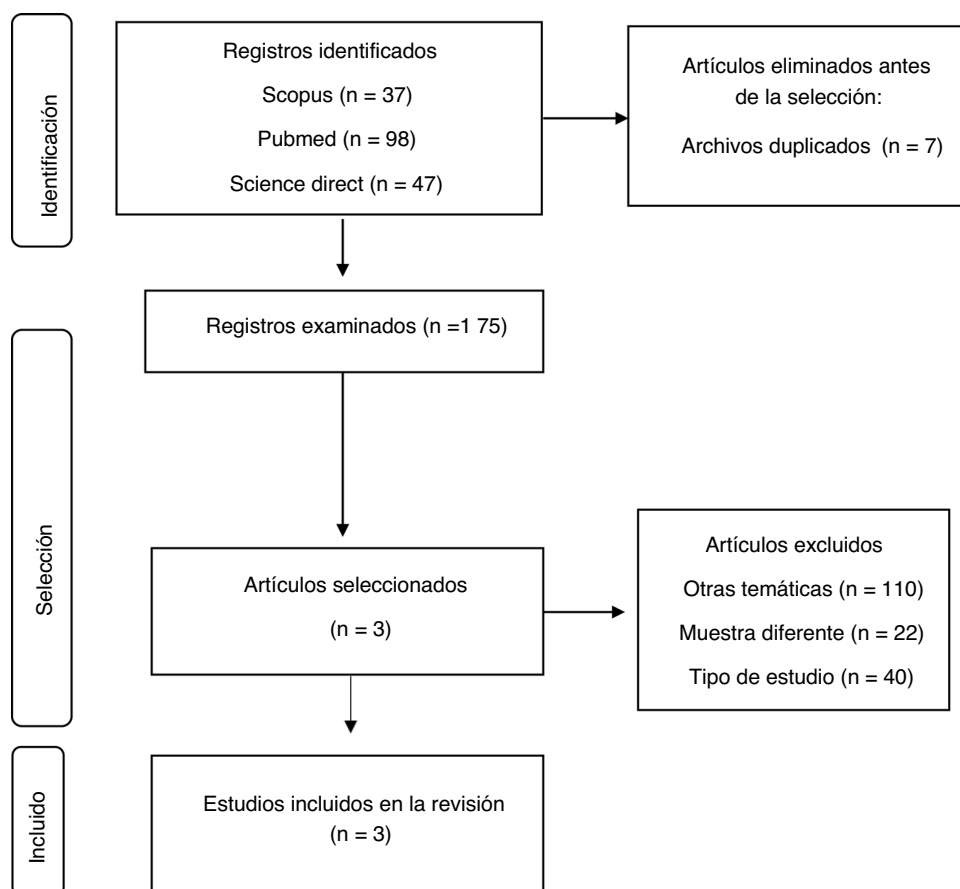 Identificación
Registros identificados
Scopus (n = 37)
Pubmed (n = 98)
Science direct (n = 47)
Artículos eliminados antes
de la selección:
Archivos duplicados (n = 7)
Selección
Registros examinados (n =1 75)
Artículos seleccionados
(n = 3)
Artículos excluidos
Otras temáticas (n = 110)
Muestra diferente (n = 22)
Tipo de estudio (n = 40)
Incluido
Estudios incluidos en la revisión
(n = 3)